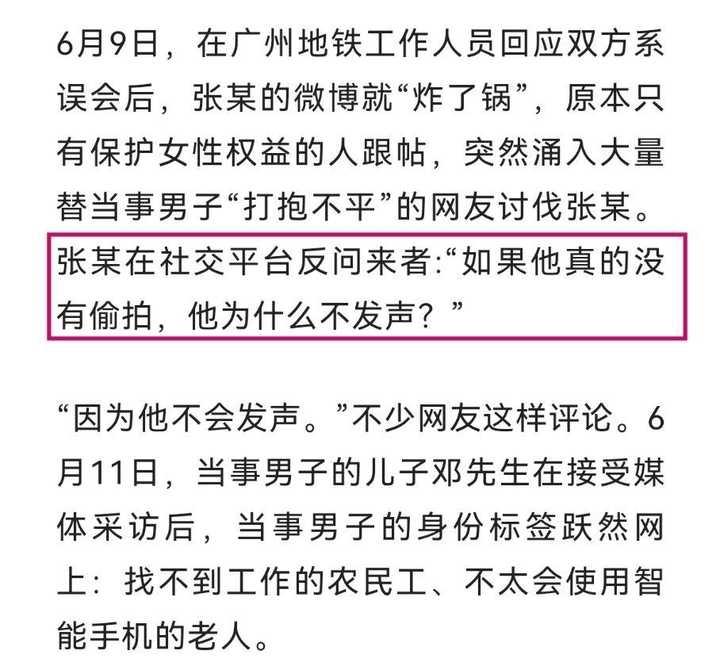 6月9日，在广州地铁工作人员回应双方系
误会后，张某的微博就“炸了锅”，原本只
有保护女性权益的人跟帖，突然涌入大量
替当事男子“打抱不平”的网友讨伐张某。
张某在社交平台反问来者:“如果他真的没
有偷拍，他为什么不发声？”
“因为他不会发声。”不少网友这样评论。6
月11日，当事男子的儿子邓先生在接受媒
体采访后，当事男子的身份标签跃然网
上：找不到工作的农民工、不太会使用智
能手机的老人。